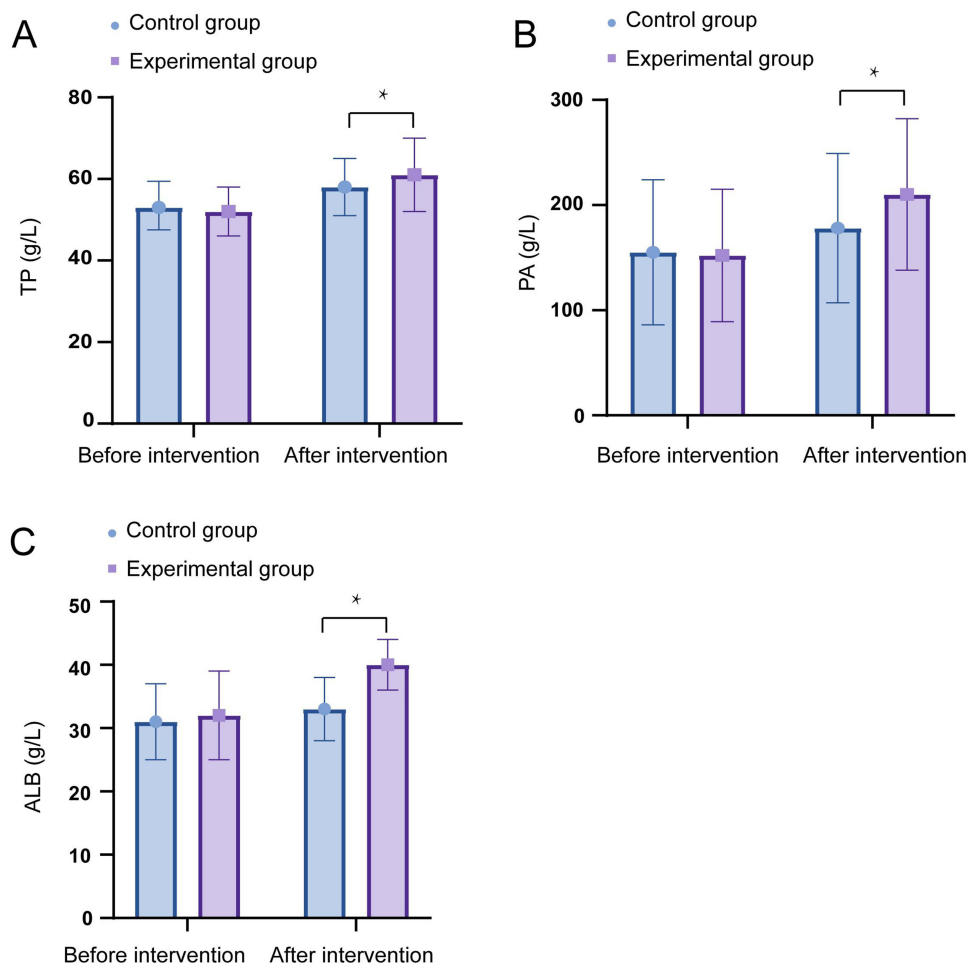 A
Control group
Experimental group
*
80
60
40
20
0
TP (g/L)
Before intervention
After intervention
B
Control group
Experimental group
*
300
200
100
0
PA (g/L)
Before intervention
After intervention
C
Control group
Experimental group
*
50
40
30
20
10
0
ALB (g/L)
Before intervention
After intervention